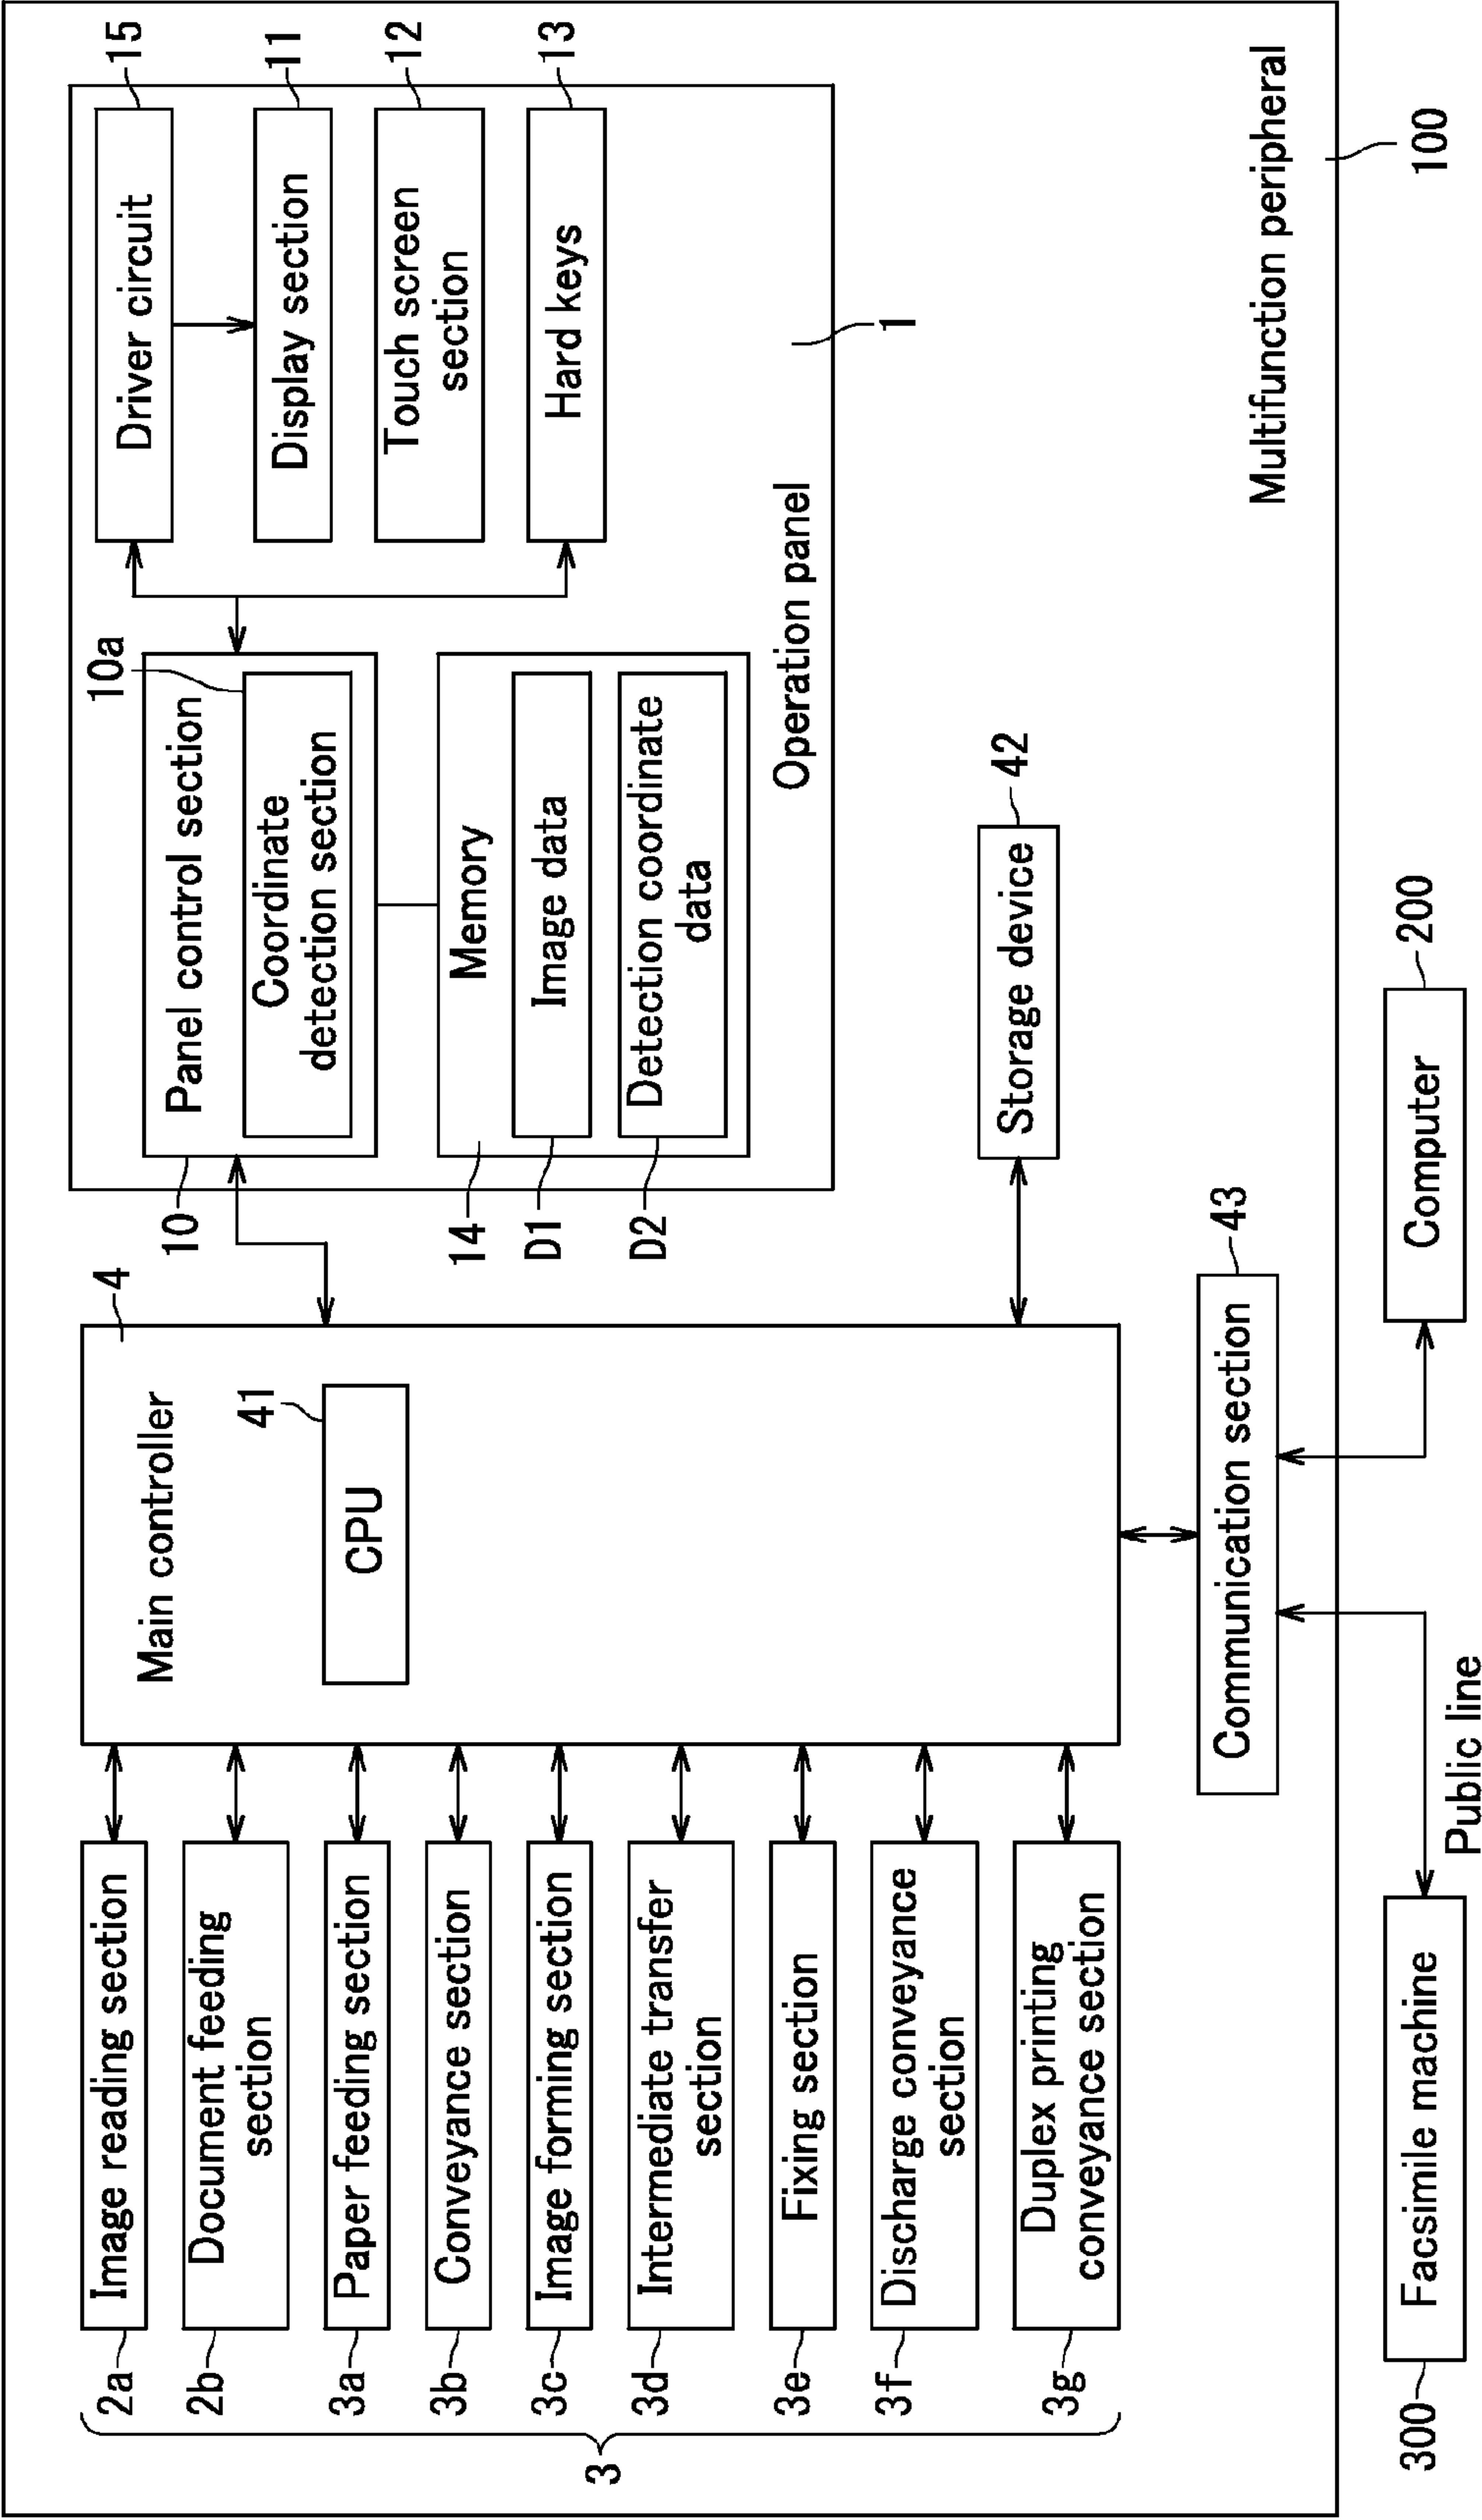 3
2a
Image reading section
2b
Document feeding
section
3a
Paper feeding section
3b
Conveyance section
3c
Image forming section
3d
Intermediate transfer
section
3e
Fixing section
3f
Discharge conveyance
section
3g
Duplex printing
conveyance section
Main controller
4
41
CPU
10
Panel control section
10a
Coordinate
detection section
14
Memory
D1
Image data
D2
Detection coordinate
data
15
Driver circuit
11
Display section
12
Touch screen
section
13
Hard keys
Operation panel
1
Storage device
42
Communication section
43
Multifunction peripheral
100
300
Facsimile machine
Public line
Computer
200